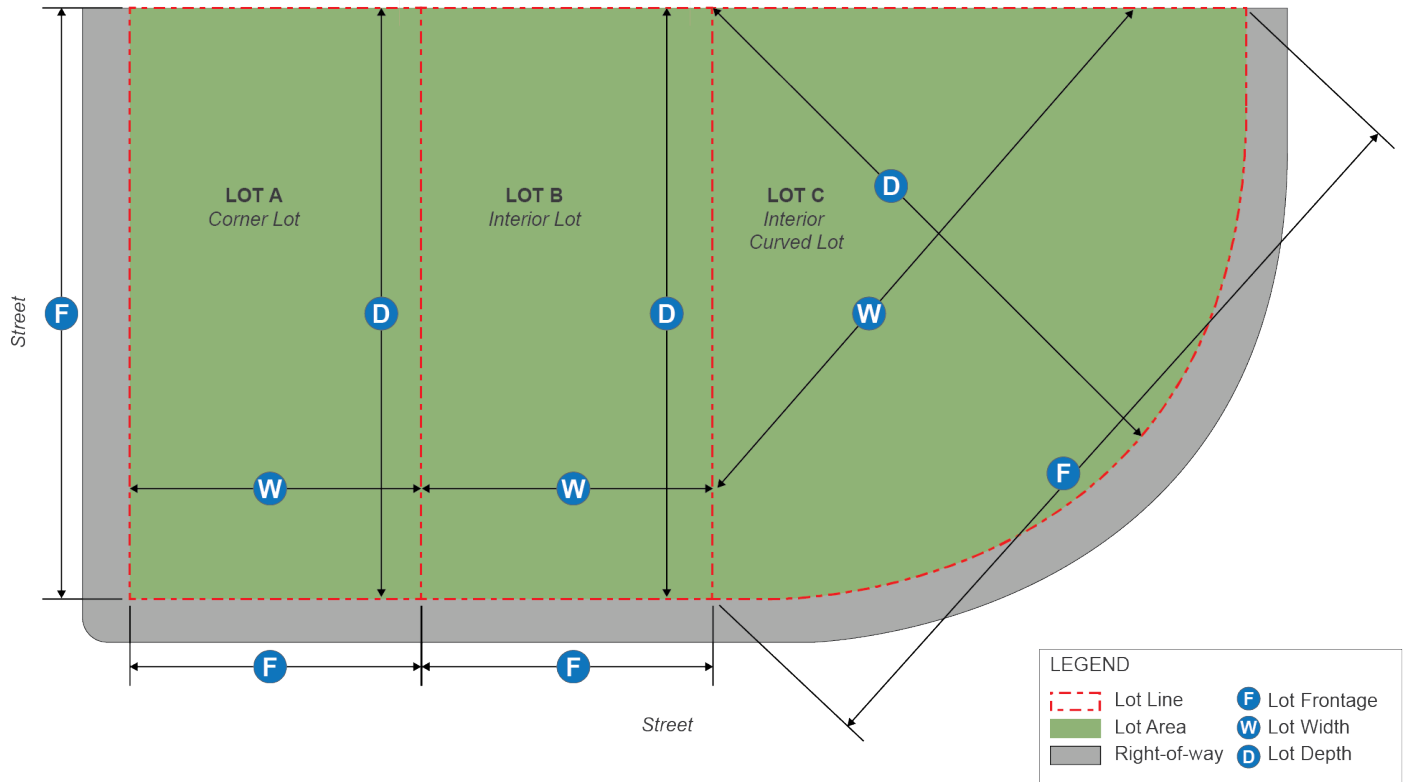 LOT A
Corner Lot
LOT B
Interior Lot
LOT C
Interior
Curved Lot
D
Street
F
D
D
W
W
W
F
F
F
Street
LEGEND
Lot Line
F Lot Frontage
Lot Area
W Lot Width
Right-of-way
D Lot Depth